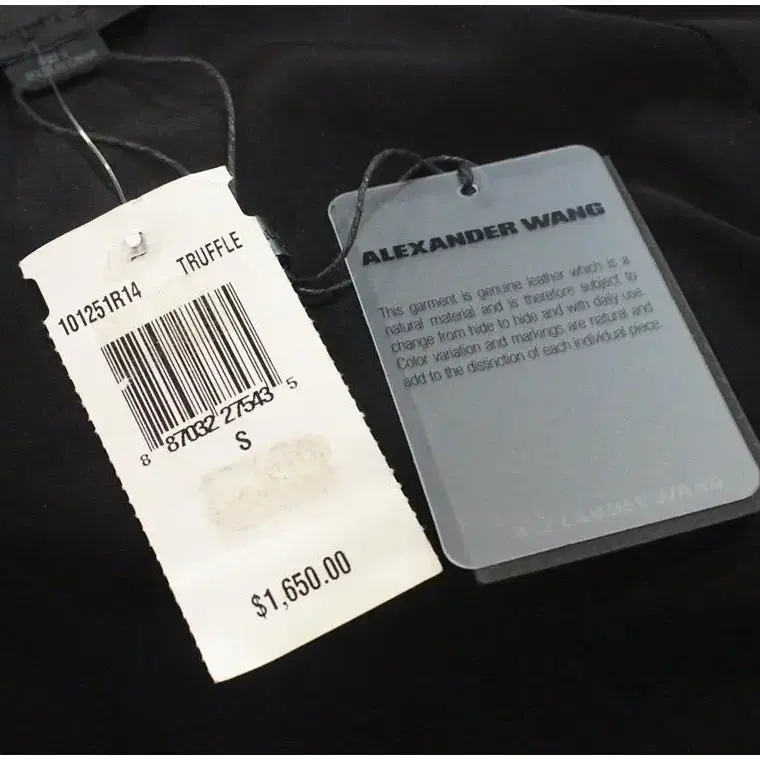 101251R14 TRUFFLE
8 87032 27543 5
S
$1,650.00
ALEXANDER WANG
This garment is genuine leather which is a
natural material and is therefore subject to
change from hide to hide and with daily use.
Color variation and markings are natural and
add to the distinction of each individual piece.
ALEXANDER WANG